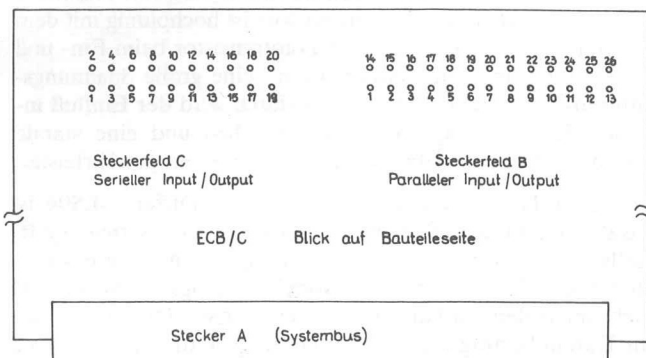 2 4 6 8 10 12 14 16 18 20
1 3 5 7 9 11 13 15 17 19
14 15 16 17 18 19 20 21 22 23 24 25 26
1 2 3 4 5 6 7 8 9 10 11 12 13
Steckerfeld C
Serieller Input/Output
Steckerfeld B
Paralleler Input/Output
ECB/C Blick auf Bauteileseite
Stecker A (Systembus)